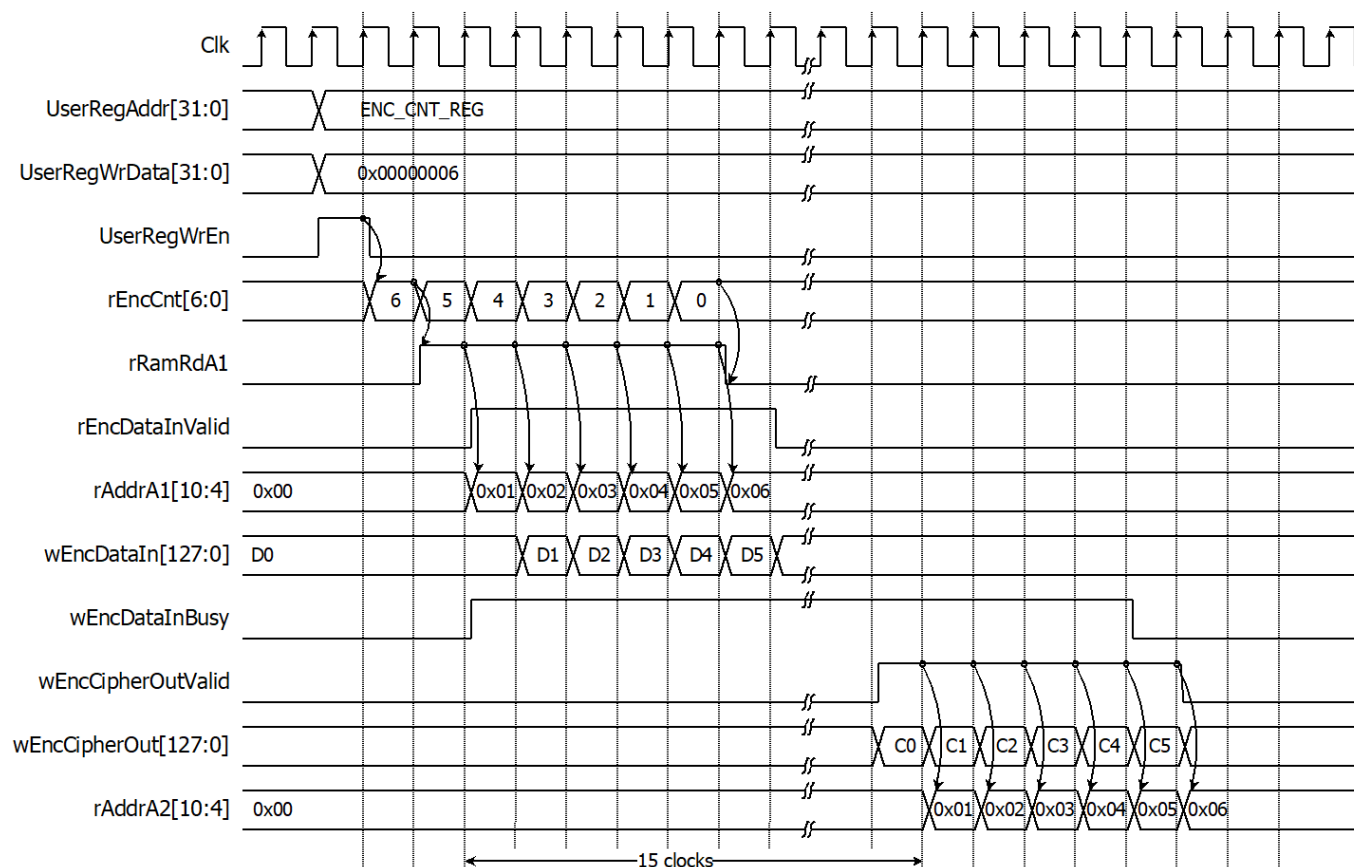 Clk
UserRegAddr[31:0] ENC_CNT_REG
UserRegWrData[31:0] 0x00000006
UserRegWrEn
rEncCnt[6:0] 6 5 4 3 2 1 0
rRamRdA1
rEncDataInValid
rAddrA1[10:4] 0x00 0x01 0x02 0x03 0x04 0x05 0x06
wEncDataIn[127:0] D0 D1 D2 D3 D4 D5
wEncDataInBusy
wEncCipherOutValid
wEncCipherOut[127:0] C0 C1 C2 C3 C4 C5
rAddrA2[10:4] 0x00 0x01 0x02 0x03 0x04 0x05 0x06
15 clocks